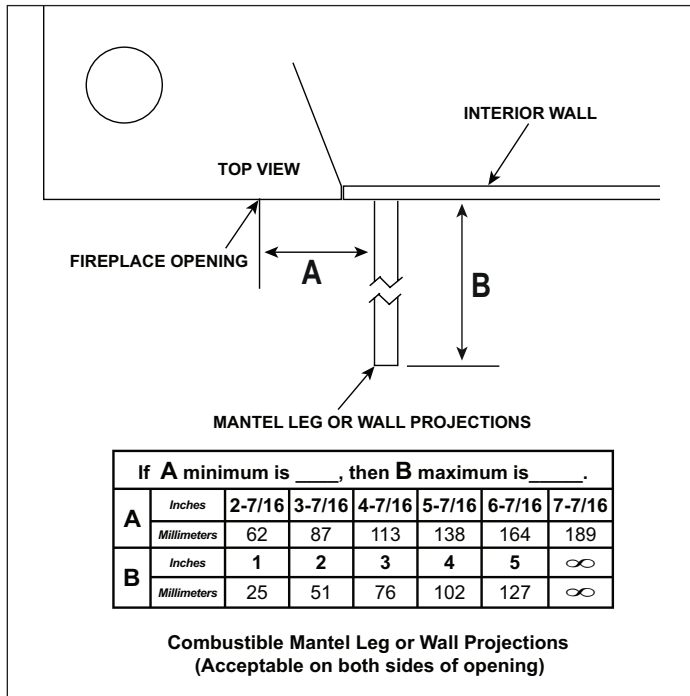 INTERIOR WALL
TOP VIEW
FIREPLACE OPENING
A
B
MANTEL LEG OR WALL PROJECTIONS
If A minimum is ____, then B maximum is_____.
A Inches 2-7/16 3-7/16 4-7/16 5-7/16 6-7/16 7-7/16
Millimeters 62 87 113 138 164 189
B Inches 1 2 3 4 5 ∞
Millimeters 25 51 76 102 127 ∞
Combustible Mantel Leg or Wall Projections
(Acceptable on both sides of opening)